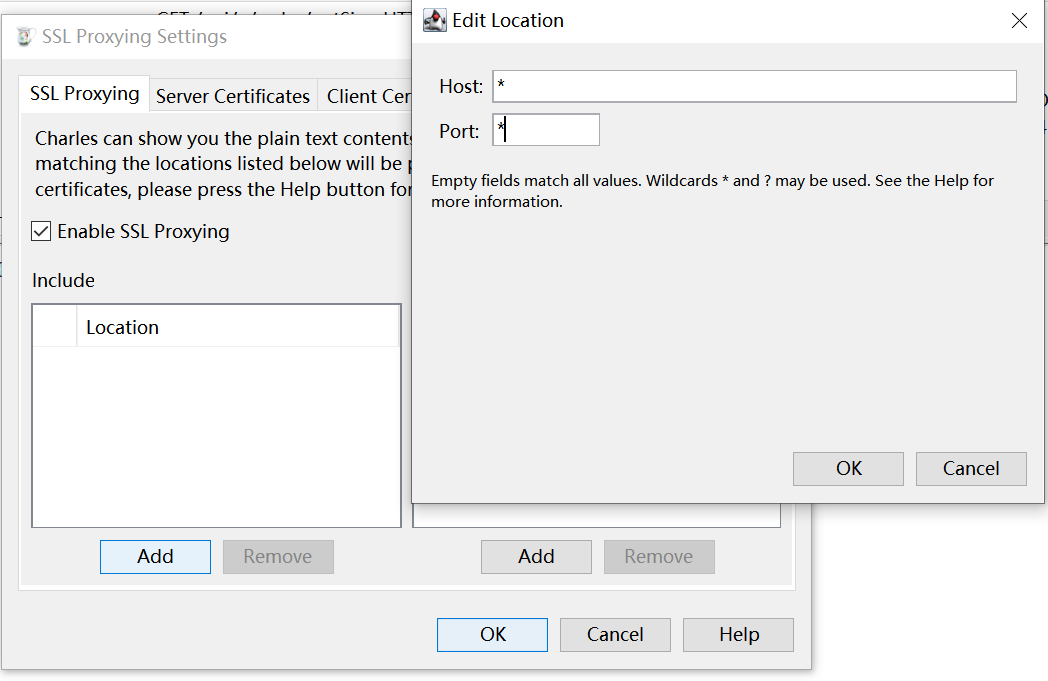 SSL Proxying Settings
Edit Location
Host: *
Port: *
Empty fields match all values. Wildcards * and ? may be used. See the Help for
more information.
OK
Cancel
SSL Proxying
Server Certificates
Client Cer
Charles can show you the plain text contents
matching the locations listed below will be
certificates, please press the Help button for
Enable SSL Proxying
Include
Location
Add
Remove
Add
Remove
OK
Cancel
Help